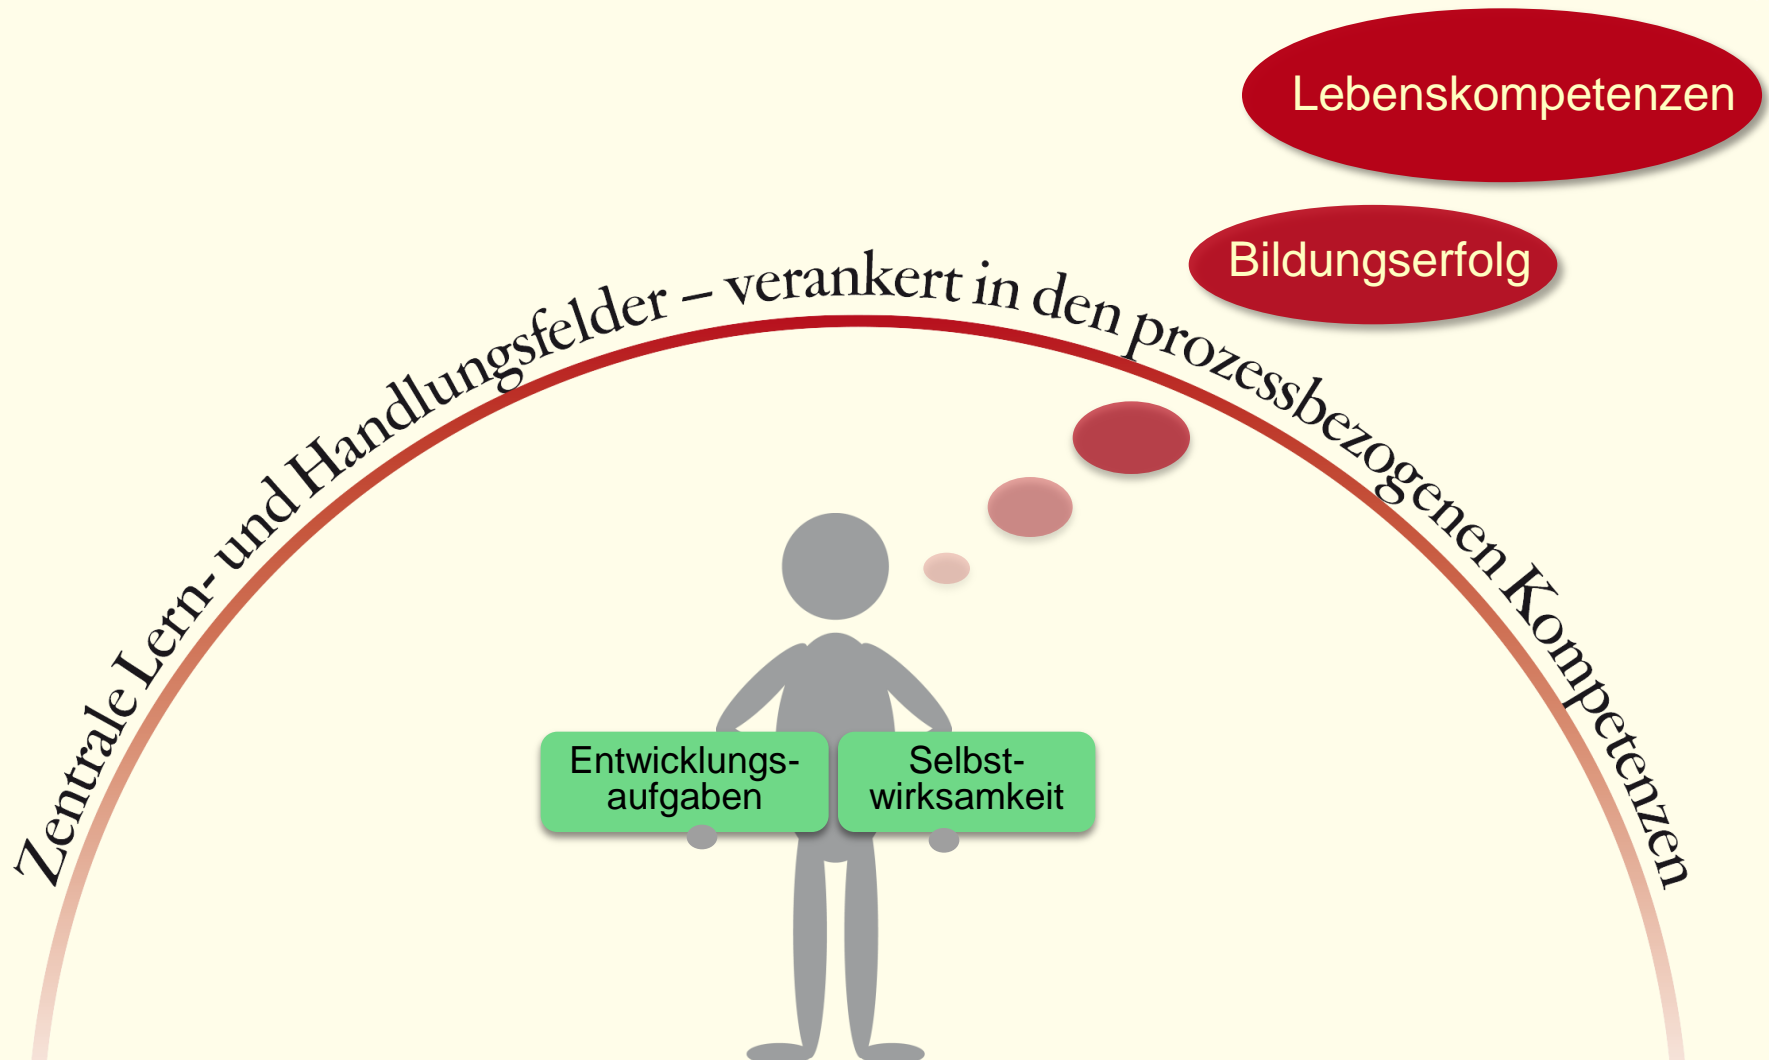 Lebenskompetenzen
Bildungserfolg
Zentrale Lern- und Handlungsfelder – verankert in den prozessbezogenen Kompetenzen
Entwicklungs-
aufgaben
Selbst-
wirksamkeit